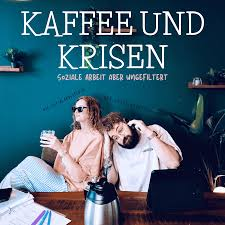 KAFFEE UND
KRISEN
SOZIALE ARBEIT ABER UNGEFILTERT